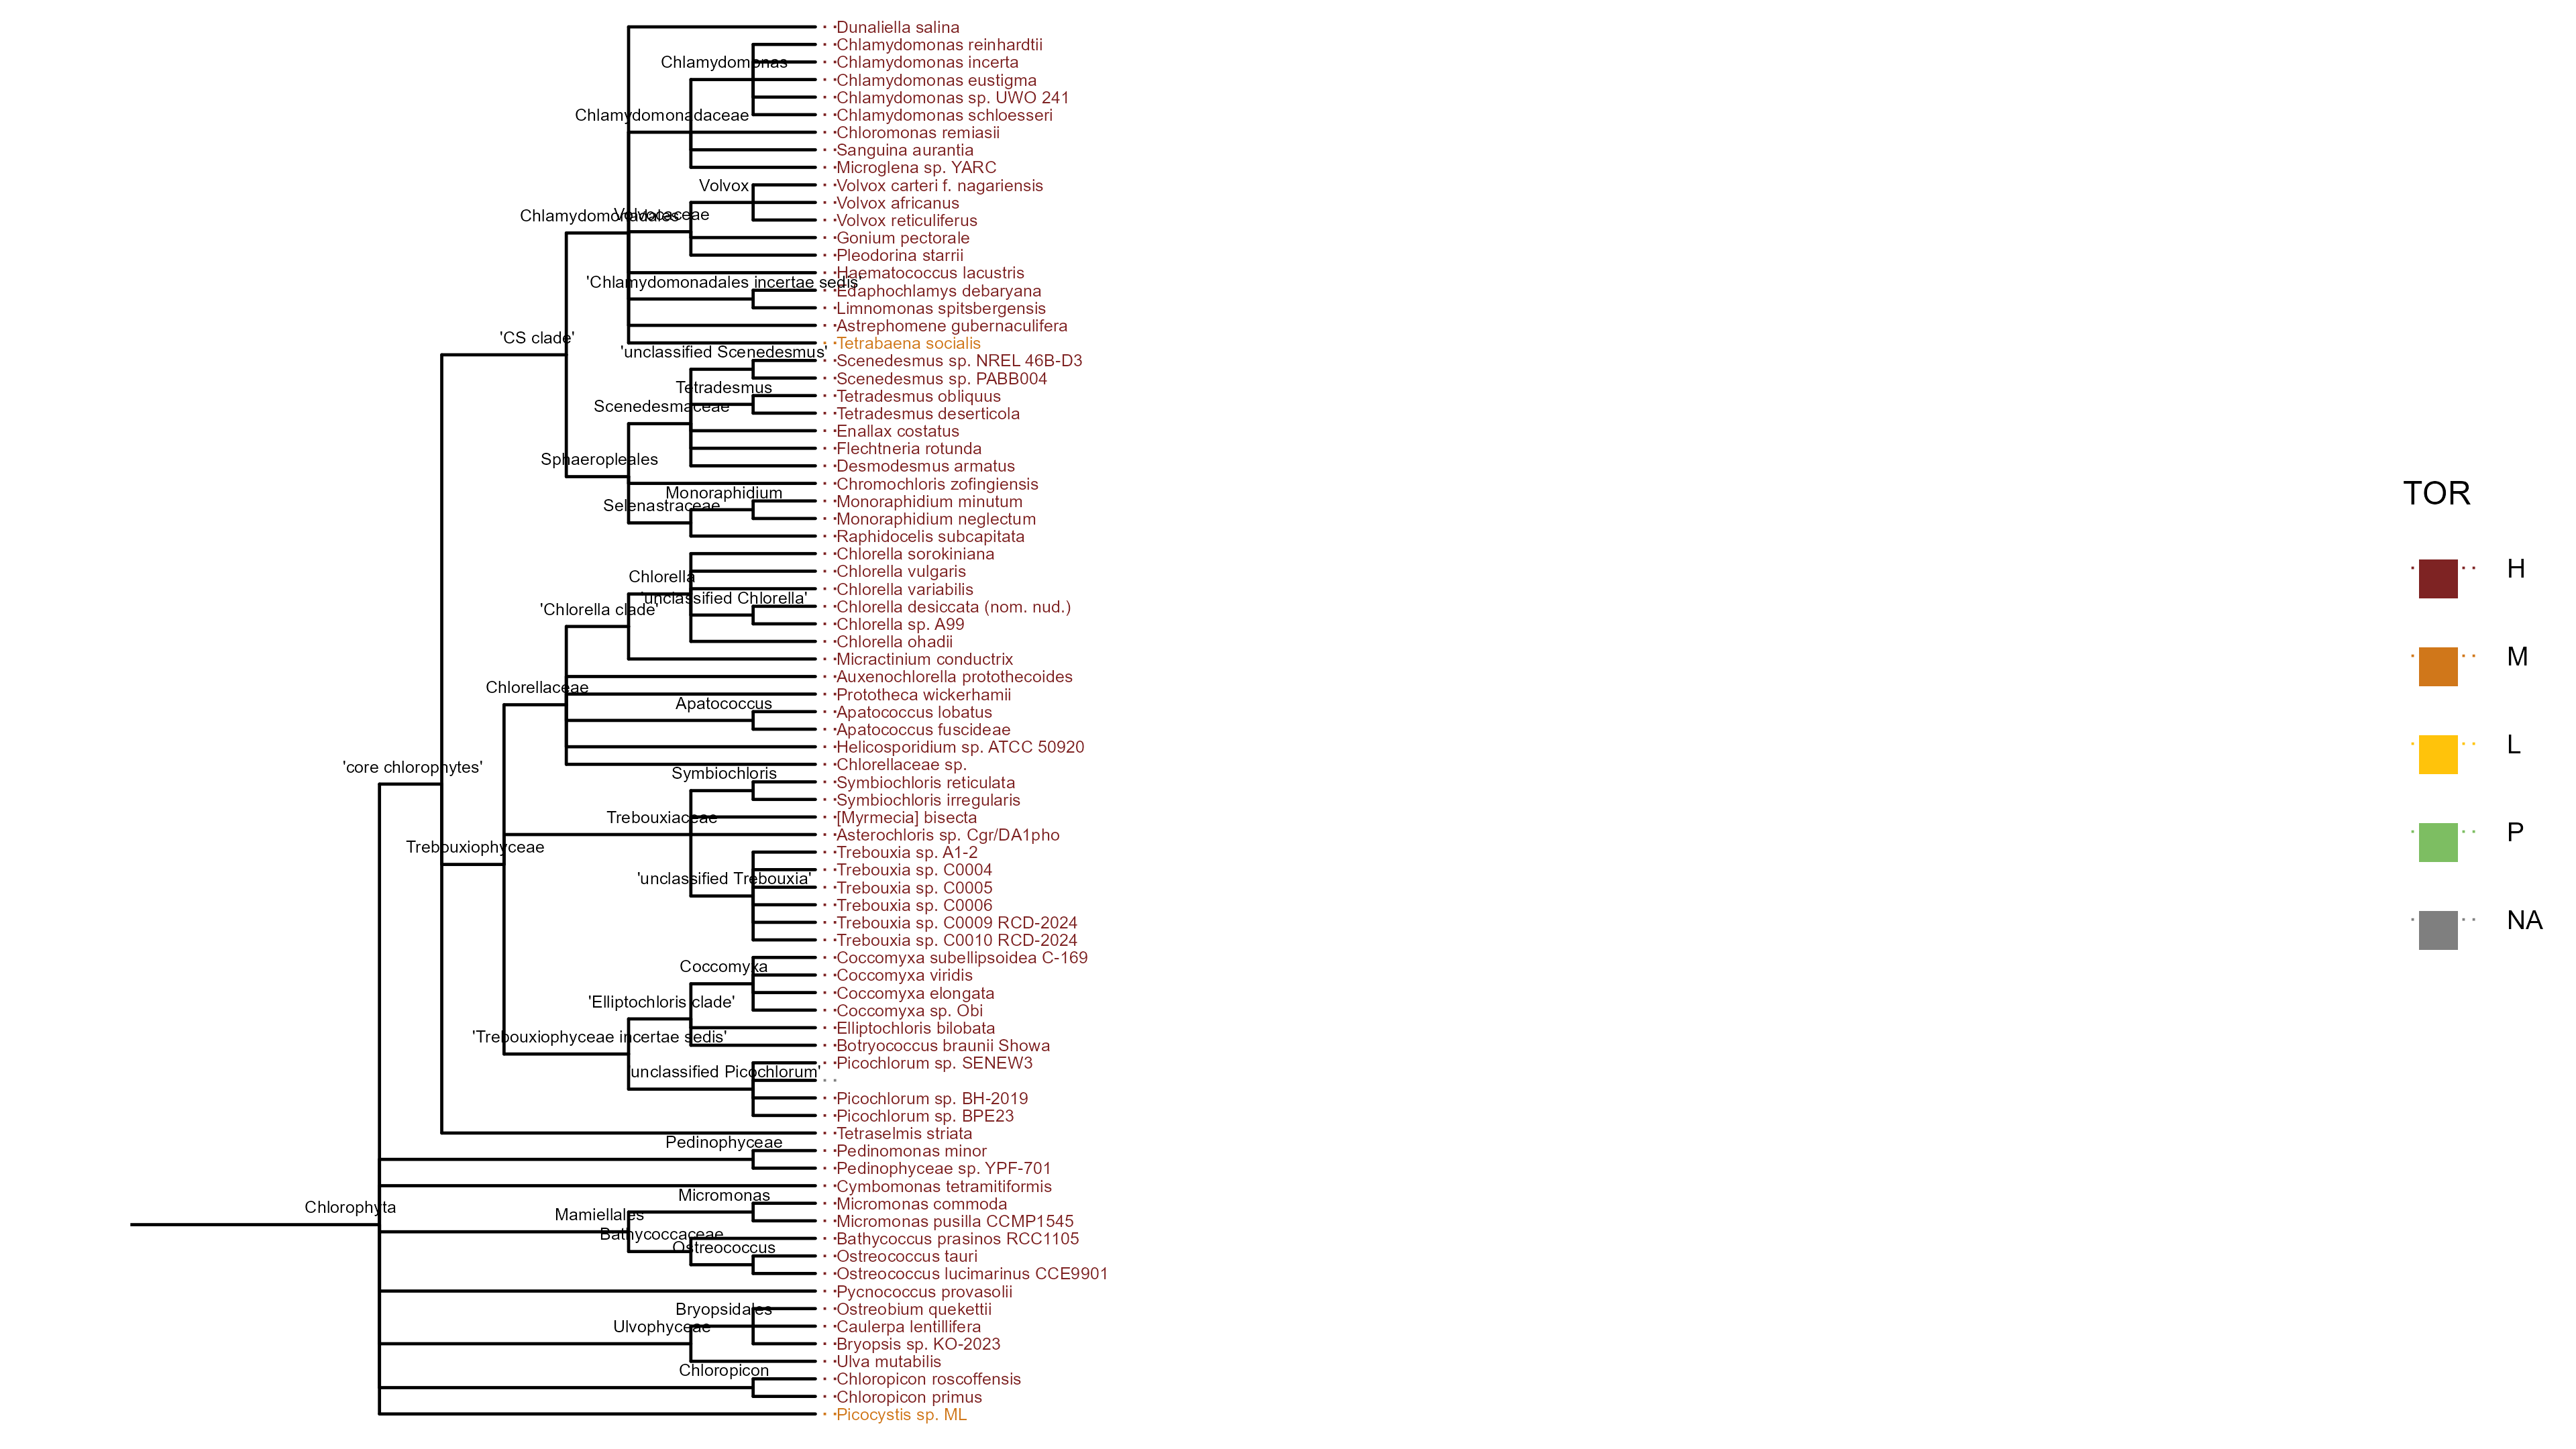 Dunaliella salina
Chlamydomonas reinhardtii
Chlamydomonas
Chlamydomonas incerta
Chlamydomonas eustigma
Chlamydomonas sp. UWO 241
Chlamydomonadaceae
Chlamydomonas schloesseri
Chloromonas remiasii
Sanguina aurantia
Microglena sp. YARC
Volvox
Volvox carteri f. nagariensis
Volvox africanus
Chlamydomonadales
Volvocaceae
Volvox reticuliferus
Gonium pectorale
Pleodorina starrii
Haematococcus lacustris
'Chlamydomonadales incertae sedis'
Edaphochlamys debaryana
Limnomonas spitsbergensis
Astrephomene gubernaculifera
'CS clade'
Tetrabaena socialis
'unclassified Scenedesmus'
Scenedesmus sp. NREL 46B-D3
Scenedesmus sp. PABB004
Tetradesmus
Tetradesmus obliquus
Scenedesmaceae
Tetradesmus deserticola
Enallax costatus
Flechtneria rotunda
Sphaeropleales
Desmodesmus armatus
Chromochloris zofingiensis
Monoraphidium
Monoraphidium minutum
Selenastraceae
Monoraphidium neglectum
Raphidocelis subcapitata
Chlorella sorokiniana
Chlorella
Chlorella vulgaris
Chlorella variabilis
'unclassified Chlorella'
'Chlorella clade'
Chlorella desiccata (nom. nud.)
Chlorella sp. A99
Chlorella ohadii
Micractinium conductrix
Auxenochlorella protothecoides
Chlorellaceae
Prototheca wickerhamii
Apatococcus
Apatococcus lobatus
Apatococcus fuscideae
Helicosporidium sp. ATCC 50920
'core chlorophytes'
Chlorellaceae sp.
Symbiochloris
Symbiochloris reticulata
Symbiochloris irregularis
Trebouxiaceae
[Myrmecia] bisecta
Asterochloris sp. Cgr/DA1pho
Trebouxiophyceae
Trebouxia sp. A1-2
Trebouxia sp. C0004
'unclassified Trebouxia'
Trebouxia sp. C0005
Trebouxia sp. C0006
Trebouxia sp. C0009 RCD-2024
Trebouxia sp. C0010 RCD-2024
Coccomyxa subellipsoidea C-169
Coccomyxa
Coccomyxa viridis
Coccomyxa elongata
'Elliptochloris clade'
Coccomyxa sp. Obi
Elliptochloris bilobata
'Trebouxiophyceae incertae sedis'
Botryococcus braunii Showa
Picochlorum sp. SENEW3
unclassified Picochlorum'
Picochlorum sp. BH-2019
Picochlorum sp. BPE23
Tetraselmis striata
Pedinophyceae
Pedinomonas minor
Pedinophyceae sp. YPF-701
Cymbomonas tetramitiformis
Micromonas
Chlorophyta
Micromonas commoda
Mamiellales
Micromonas pusilla CCMP1545
Bathycoccaceae
Bathycoccus prasinos RCC1105
Ostreococcus
Ostreococcus tauri
Ostreococcus lucimarinus CCE9901
Pycnococcus provasolii
Bryopsidales
Ostreobium quekettii
Ulvophyceae
Caulerpa lentillifera
Bryopsis sp. KO-2023
Ulva mutabilis
Chloropicon
Chloropicon roscoffensis
Chloropicon primus
Picocystis sp. ML
TOR
H
M
L
P
NA